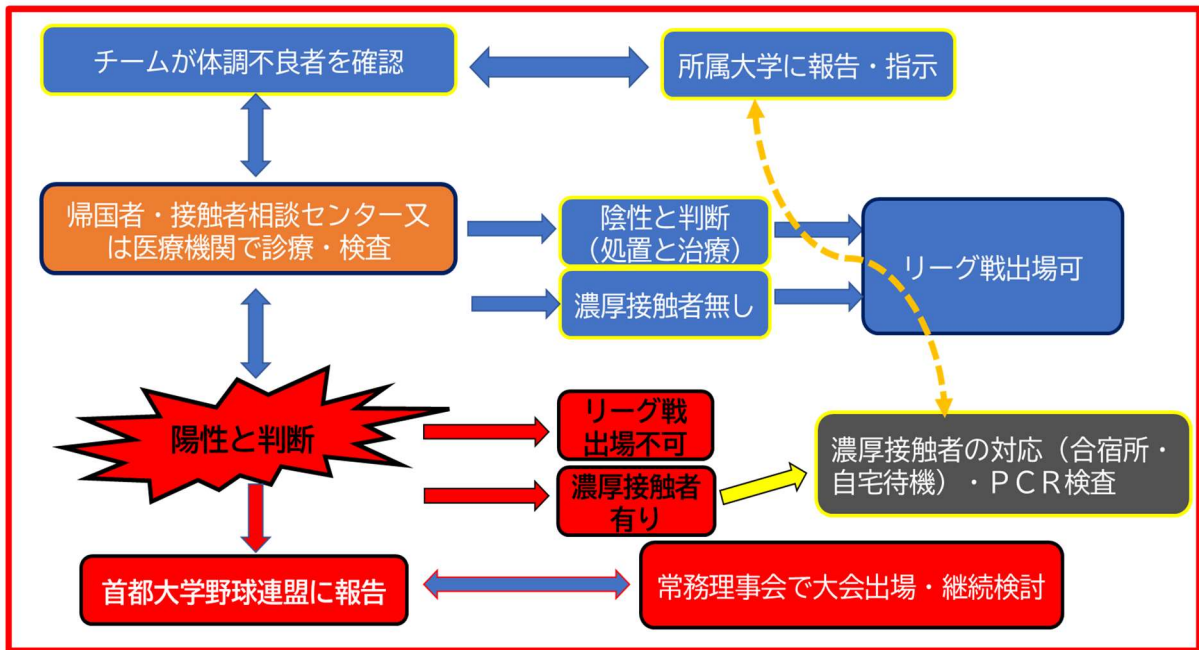 チームが体調不良者を確認
所属大学に報告・指示
帰国者・接触者相談センター又
は医療機関で診療・検査
陰性と判断
（処置と治療）
濃厚接触者無し
リーグ戦出場可
陽性と判断
リーグ戦
出場不可
濃厚接触者
有り
濃厚接触者の対応（合宿所・
自宅待機）・ＰＣＲ検査
首都大学野球連盟に報告
常務理事会で大会出場・継続検討